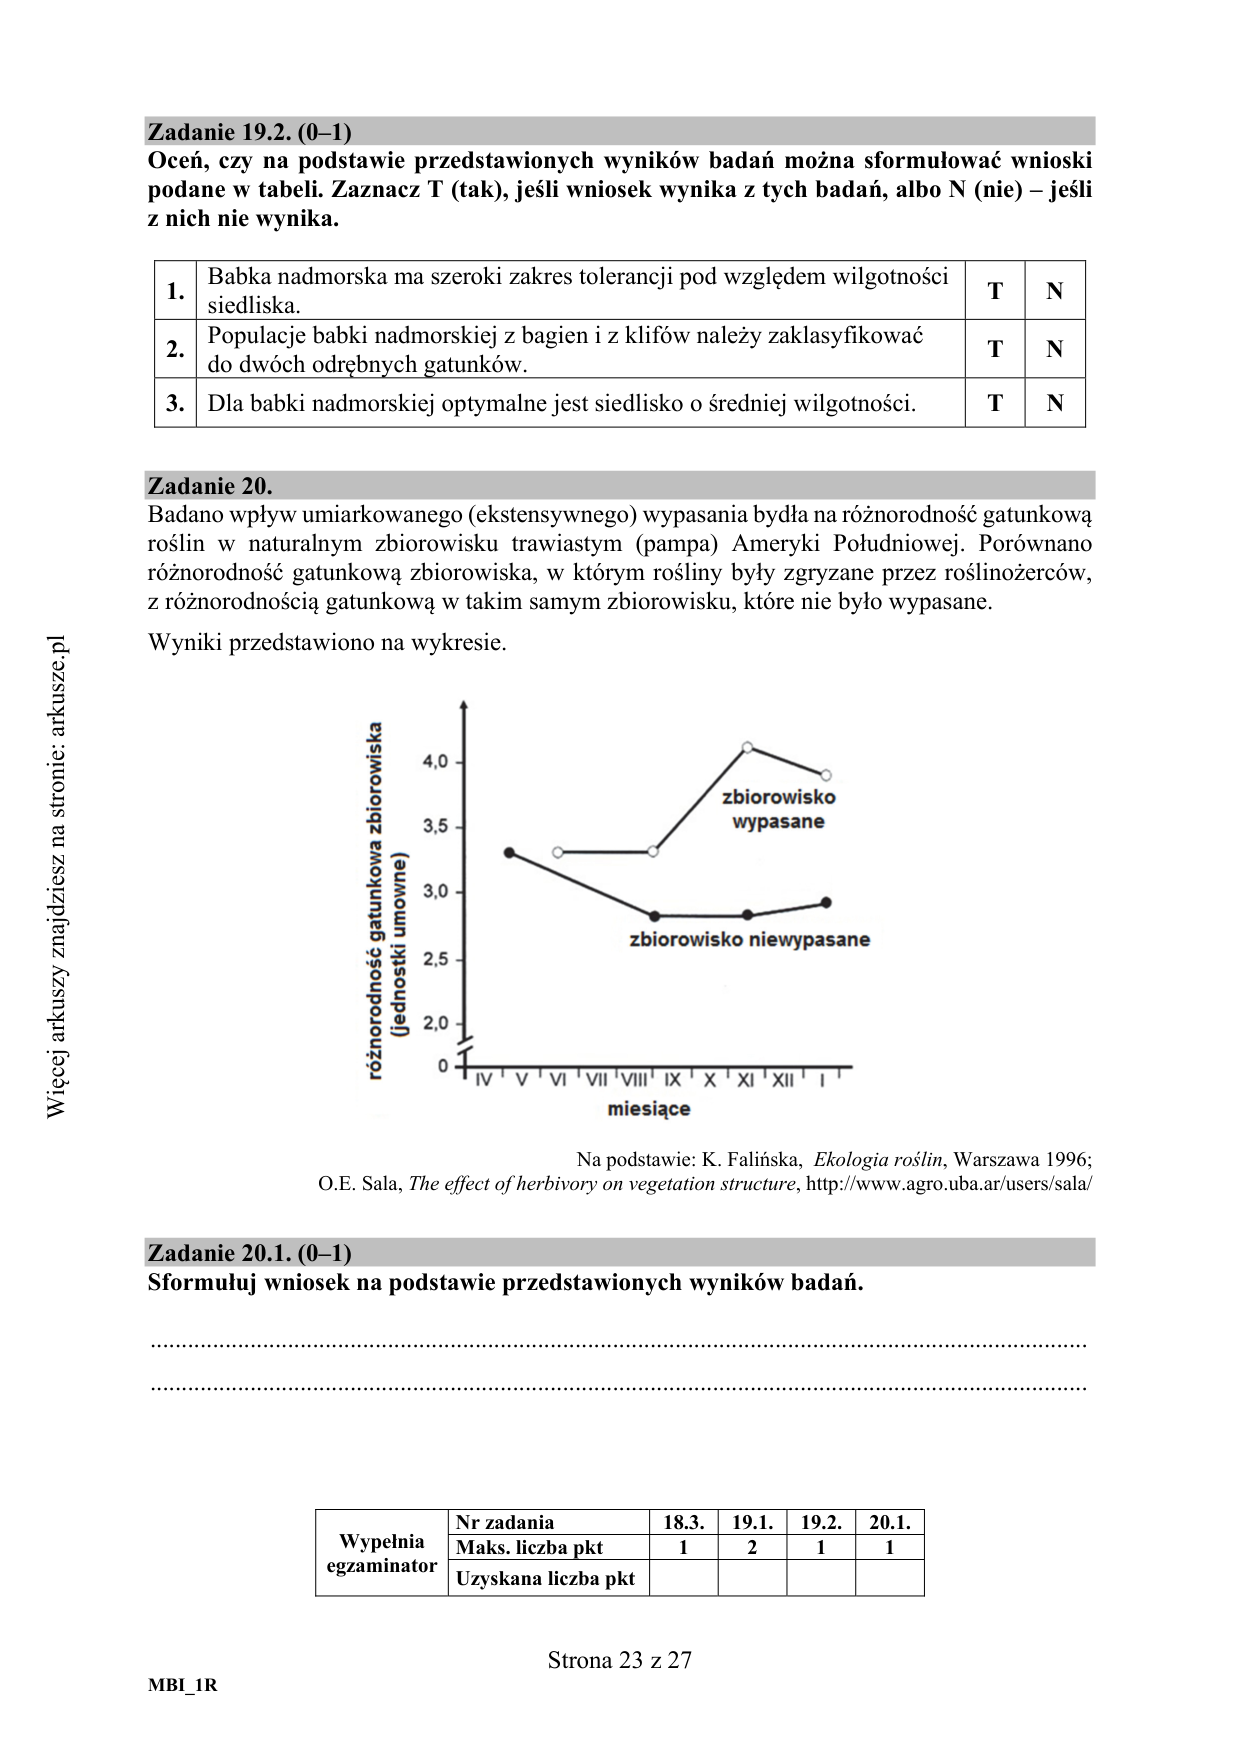 Zadanie 19.2. (0–1)
Oceń, czy na podstawie przedstawionych wyników badań można sformułować wnioski
podane w tabeli. Zaznacz T (tak), jeśli wniosek wynika z tych badań, albo N (nie) – jeśli
z nich nie wynika.
1. Babka nadmorska ma szeroki zakres tolerancji pod względem wilgotności
siedliska. T N
2. Populacje babki nadmorskiej z bagien i z klifów należy zaklasyfikować
do dwóch odrębnych gatunków. T N
3. Dla babki nadmorskiej optymalne jest siedlisko o średniej wilgotności. T N
Zadanie 20.
Badano wpływ umiarkowanego (ekstensywnego) wypasania bydła na różnorodność gatunkową
roślin w naturalnym zbiorowisku trawiastym (pampa) Ameryki Południowej. Porównano
różnorodność gatunkową zbiorowiska, w którym rośliny były zgryzane przez roślinożerców,
z różnorodnością gatunkową w takim samym zbiorowisku, które nie było wypasane.
Wyniki przedstawiono na wykresie.
różnorodność gatunkowa zbiorowiska
(jednostki umowne)
4,0
3,5
3,0
2,5
2,0
0
zbiorowisko
wypasane
zbiorowisko niewypasane
IV V VI VII VIII IX X XI XII I
miesiące
Na podstawie: K. Falińska, Ekologia roślin, Warszawa 1996;
O.E. Sala, The effect of herbivory on vegetation structure, http://www.agro.uba.ar/users/sala/
Zadanie 20.1. (0–1)
Sformułuj wniosek na podstawie przedstawionych wyników badań.
Wypełnia
egzaminator
Nr zadania 18.3. 19.1. 19.2. 20.1.
Maks. liczba pkt 1 2 1 1
Uzyskana liczba pkt
Strona 23 z 27
MBI_1R
Więcej arkuszy znajdziesz na stronie: arkusze.pl